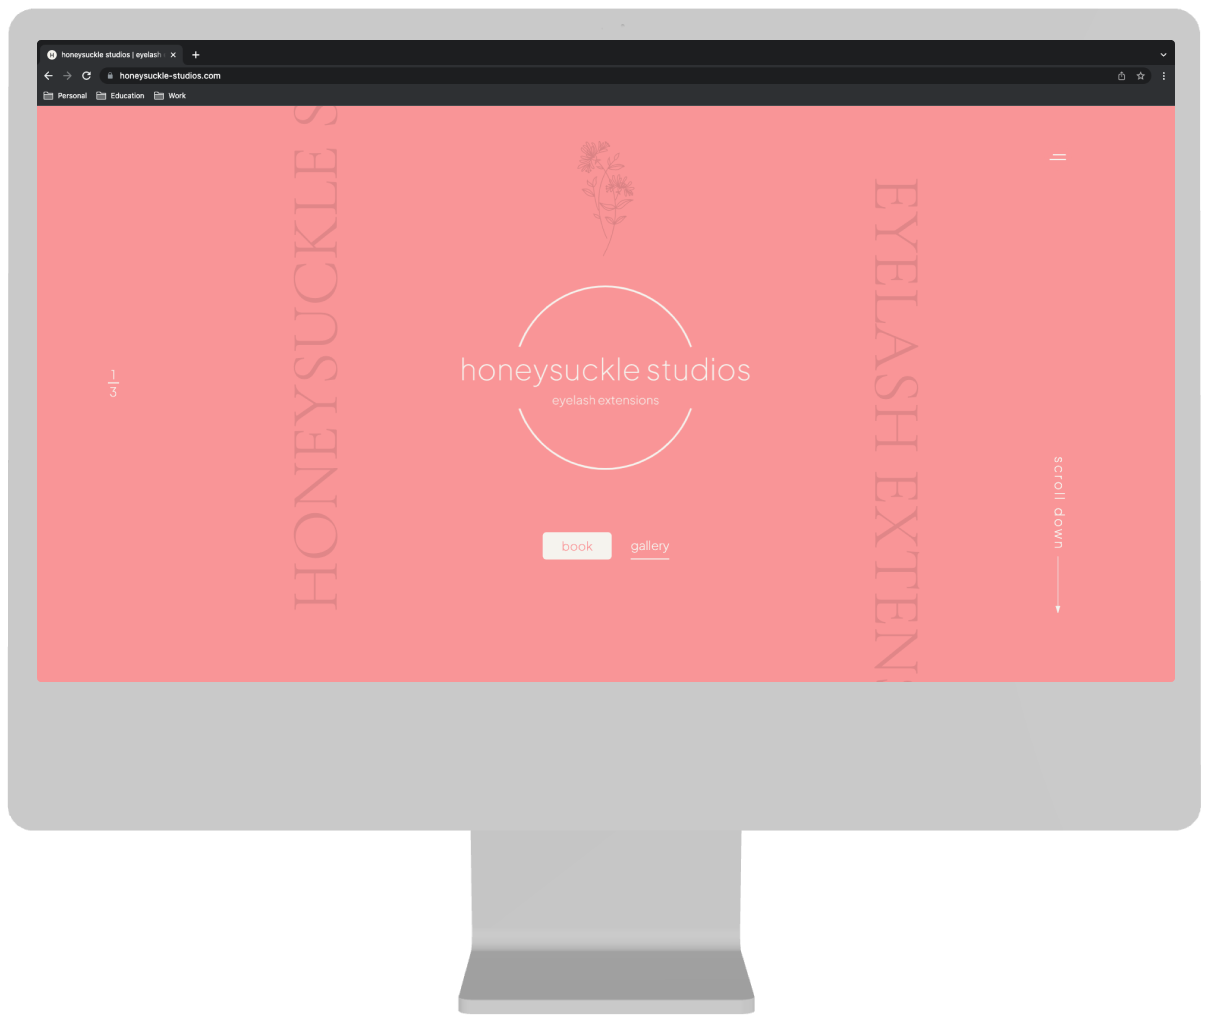 honeysuckle studios | eyelash
honeysuckle-studios.com
Personal
Education
Work
HONEYSUCKLE S
EYELASH EXTENS
1
3
honeysuckle studios
eyelash extensions
book
gallery
scroll down